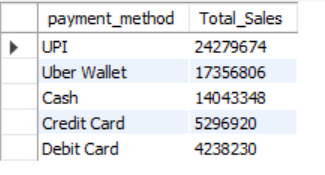 payment_method Total_Sales
UPI 24279674
Uber Wallet 17356806
Cash 14043348
Credit Card 5296920
Debit Card 4238230